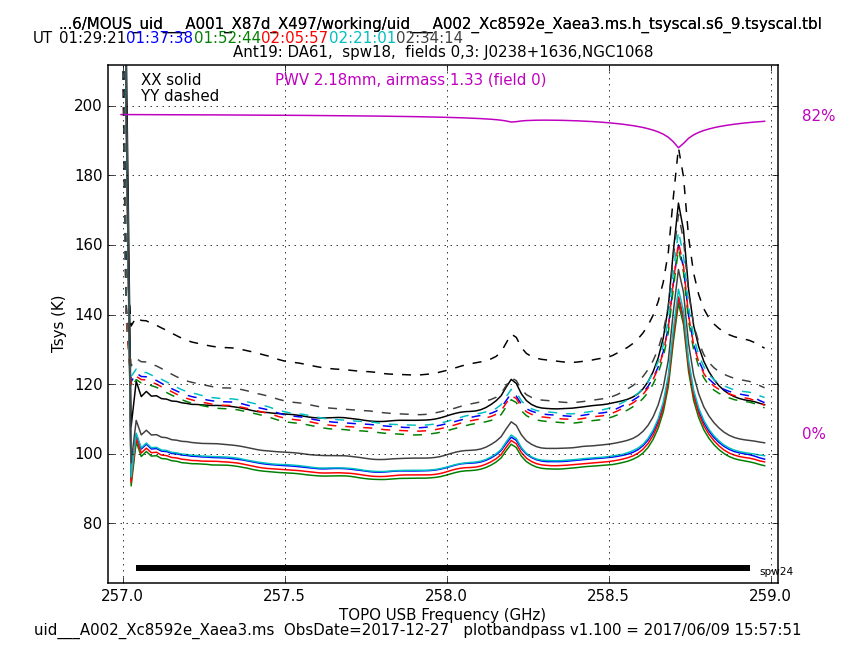 ...6/MOUS_uid___A001_X87d_X497/working/uid___A002_Xc8592e_Xaea3.ms.h_tsyscal.s6_9.tsyscal.tbl
UT 01:29:21 01:37:38 01:52:44 02:05:57 02:21:01 02:34:14
Ant19: DA61, spw18, fields 0,3: J0238+1636,NGC1068
XX solid PWV 2.18mm, airmass 1.33 (field 0)
YY dashed
200
82%
180
160
140
Tsys (K)
120
100
0%
80
spw24
257.0 257.5 258.0 258.5 259.0
TOPO USB Frequency (GHz)
uid___A002_Xc8592e_Xaea3.ms ObsDate=2017-12-27 plotbandpass v1.100 = 2017/06/09 15:57:51